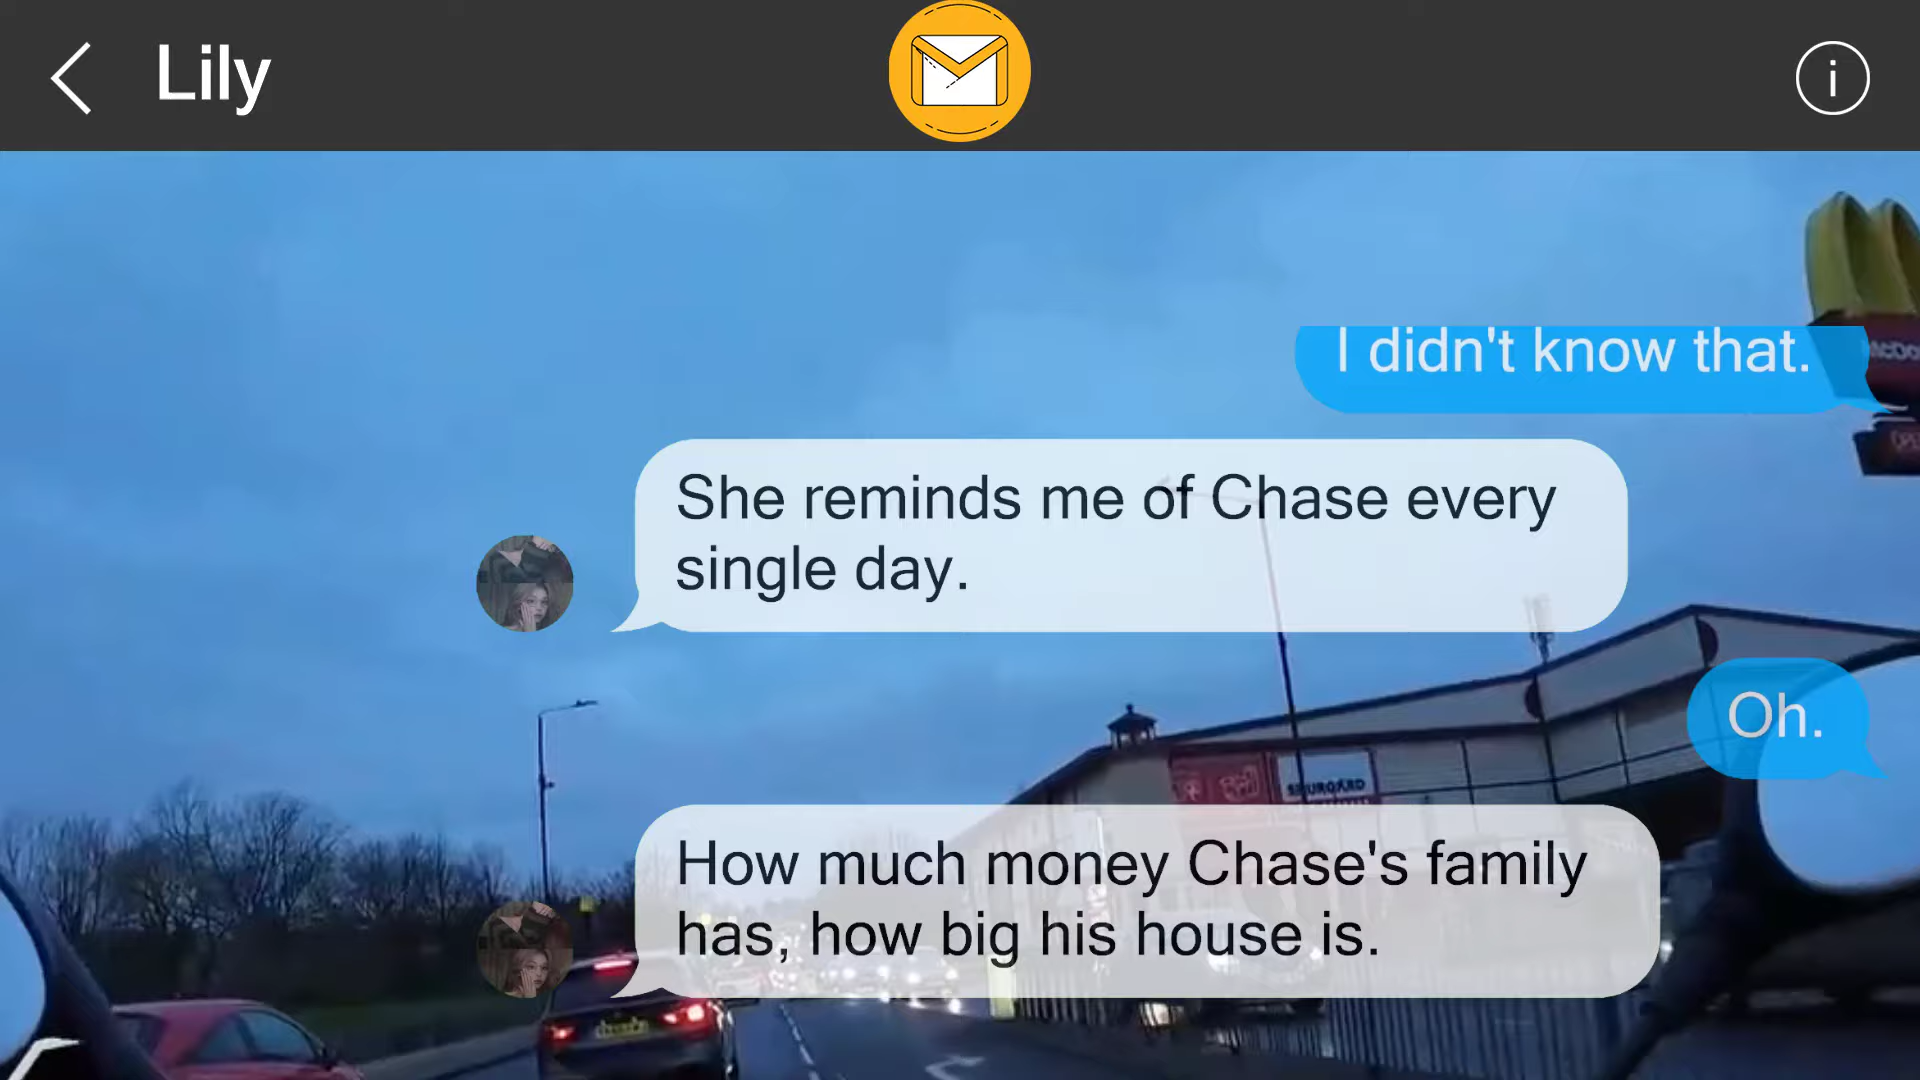 Lily
i
I didn't know that.
She reminds me of Chase every
single day.
Oh.
How much money Chase's family
has, how big his house is.